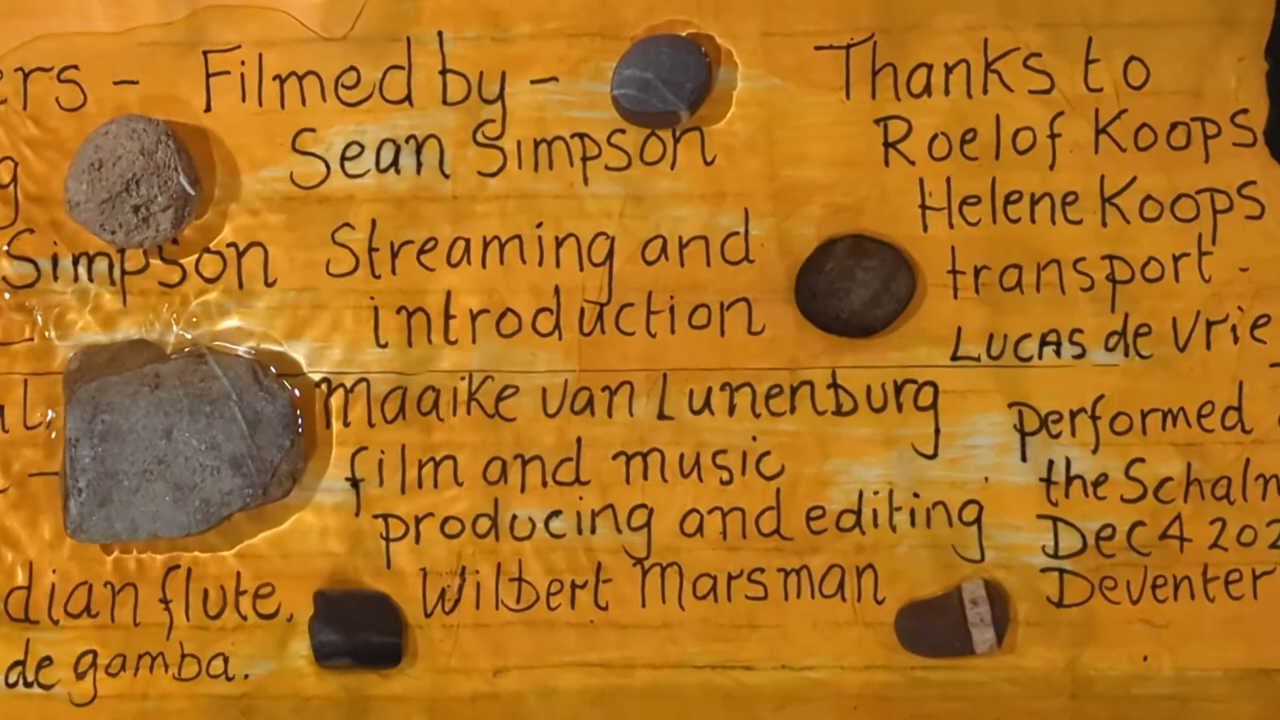 Filmed by -
Sean Simpson
Simpson
Streaming and
introduction
Maaike van Lunenburg
film and music
producing and editing
Wilbert Marsman
flute.
de gamba.
Thanks to
Roelof Koops
Helene Koops
transport -
LUCAS de Vrie
performed
the Schalm
Dec 4 202
Deventer